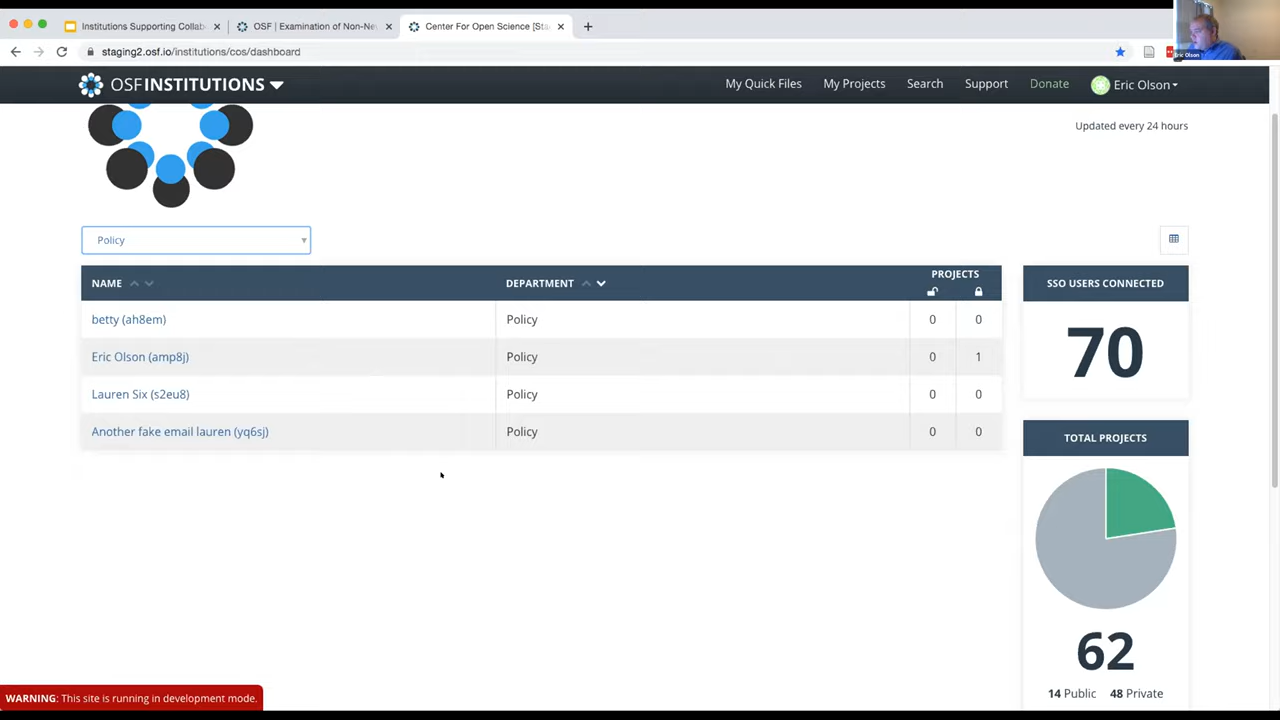 Institutions Supporting Collab
OSF | Examination of Non-Ne
Center For Open Science [Sta
staging2.osf.io/institutions/cos/dashboard
Eric Olson
OSFINSTITUTIONS
My Quick Files
My Projects
Search
Support
Donate
Eric Olson
Updated every 24 hours
Policy
NAME DEPARTMENT PROJECTS
betty (ah8em) Policy 0 0
Eric Olson (amp8j) Policy 0 1
Lauren Six (s2eu8) Policy 0 0
Another fake email lauren (yq6sj) Policy 0 0
SSO USERS CONNECTED
70
TOTAL PROJECTS
62
14 Public 48 Private
WARNING: This site is running in development mode.